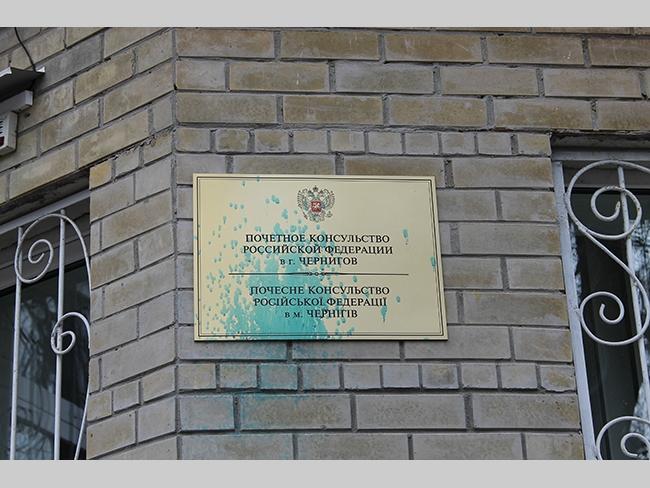 ПОЧЕТНОЕ КОНСУЛЬСТВО
РОССИЙСКОЙ ФЕДЕРАЦИИ
в г. ЧЕРНИГОВ
ПОЧЕСНЕ КОНСУЛЬСТВО
РОСІЙСЬКОЇ ФЕДЕРАЦІЇ
в м. ЧЕРНІГІВ